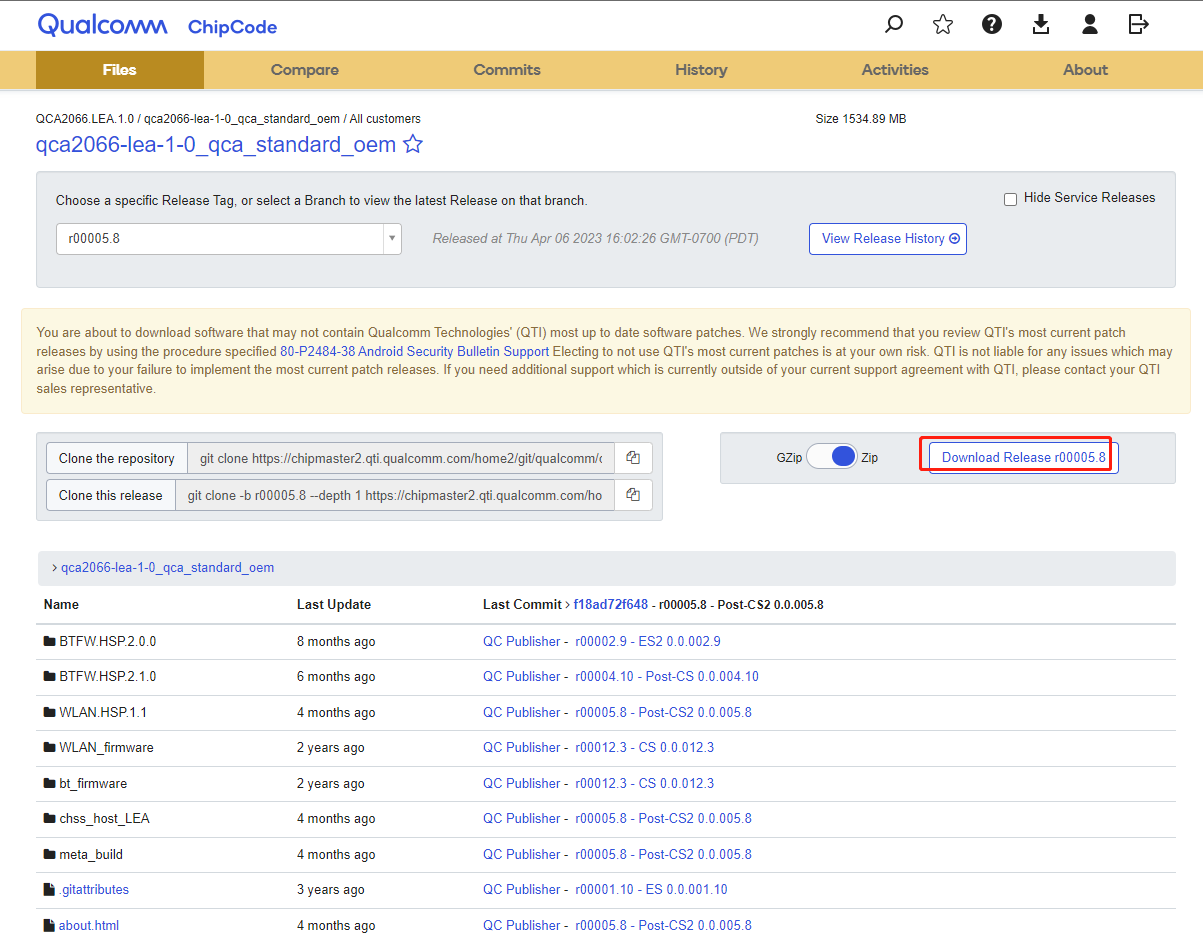 Qualcomm ChipCode
Files Compare Commits History Activities About
QCA2066.LEA.1.0 / qca2066-lea-1-0_qca_standard_oem / All customers Size 1534.89 MB
qca2066-lea-1-0_qca_standard_oem
Choose a specific Release Tag, or select a Branch to view the latest Release on that branch. Hide Service Releases
r00005.8 Released at Thu Apr 06 2023 16:02:26 GMT-0700 (PDT) View Release History
You are about to download software that may not contain Qualcomm Technologies' (QTI) most up to date software patches. We strongly recommend that you review QTI's most current patch
releases by using the procedure specified 80-P2484-38 Android Security Bulletin Support Electing to not use QTI's most current patches is at your own risk. QTI is not liable for any issues which may
arise due to your failure to implement the most current patch releases. If you need additional support which is currently outside of your current support agreement with QTI, please contact your QTI
sales representative.
Clone the repository git clone https://chipmaster2.qti.qualcomm.com/home2/git/qualcomm/c GZip Zip Download Release r00005.8
Clone this release git clone -b r00005.8 --depth 1 https://chipmaster2.qti.qualcomm.com/ho
> qca2066-lea-1-0_qca_standard_oem
Name Last Update Last Commit > f18ad72f648 - r00005.8 - Post-CS2 0.0.005.8
BTFW.HSP.2.0.0 8 months ago QC Publisher - r00002.9 - ES2 0.0.002.9
BTFW.HSP.2.1.0 6 months ago QC Publisher - r00004.10 - Post-CS 0.0.004.10
WLAN.HSP.1.1 4 months ago QC Publisher - r00005.8 - Post-CS2 0.0.005.8
WLAN_firmware 2 years ago QC Publisher - r00012.3 - CS 0.0.012.3
bt_firmware 2 years ago QC Publisher - r00012.3 - CS 0.0.012.3
chss_host_LEA 4 months ago QC Publisher - r00005.8 - Post-CS2 0.0.005.8
meta_build 4 months ago QC Publisher - r00005.8 - Post-CS2 0.0.005.8
.gitattributes 3 years ago QC Publisher - r00001.10 - ES 0.0.001.10
about.html 4 months ago QC Publisher - r00005.8 - Post-CS2 0.0.005.8